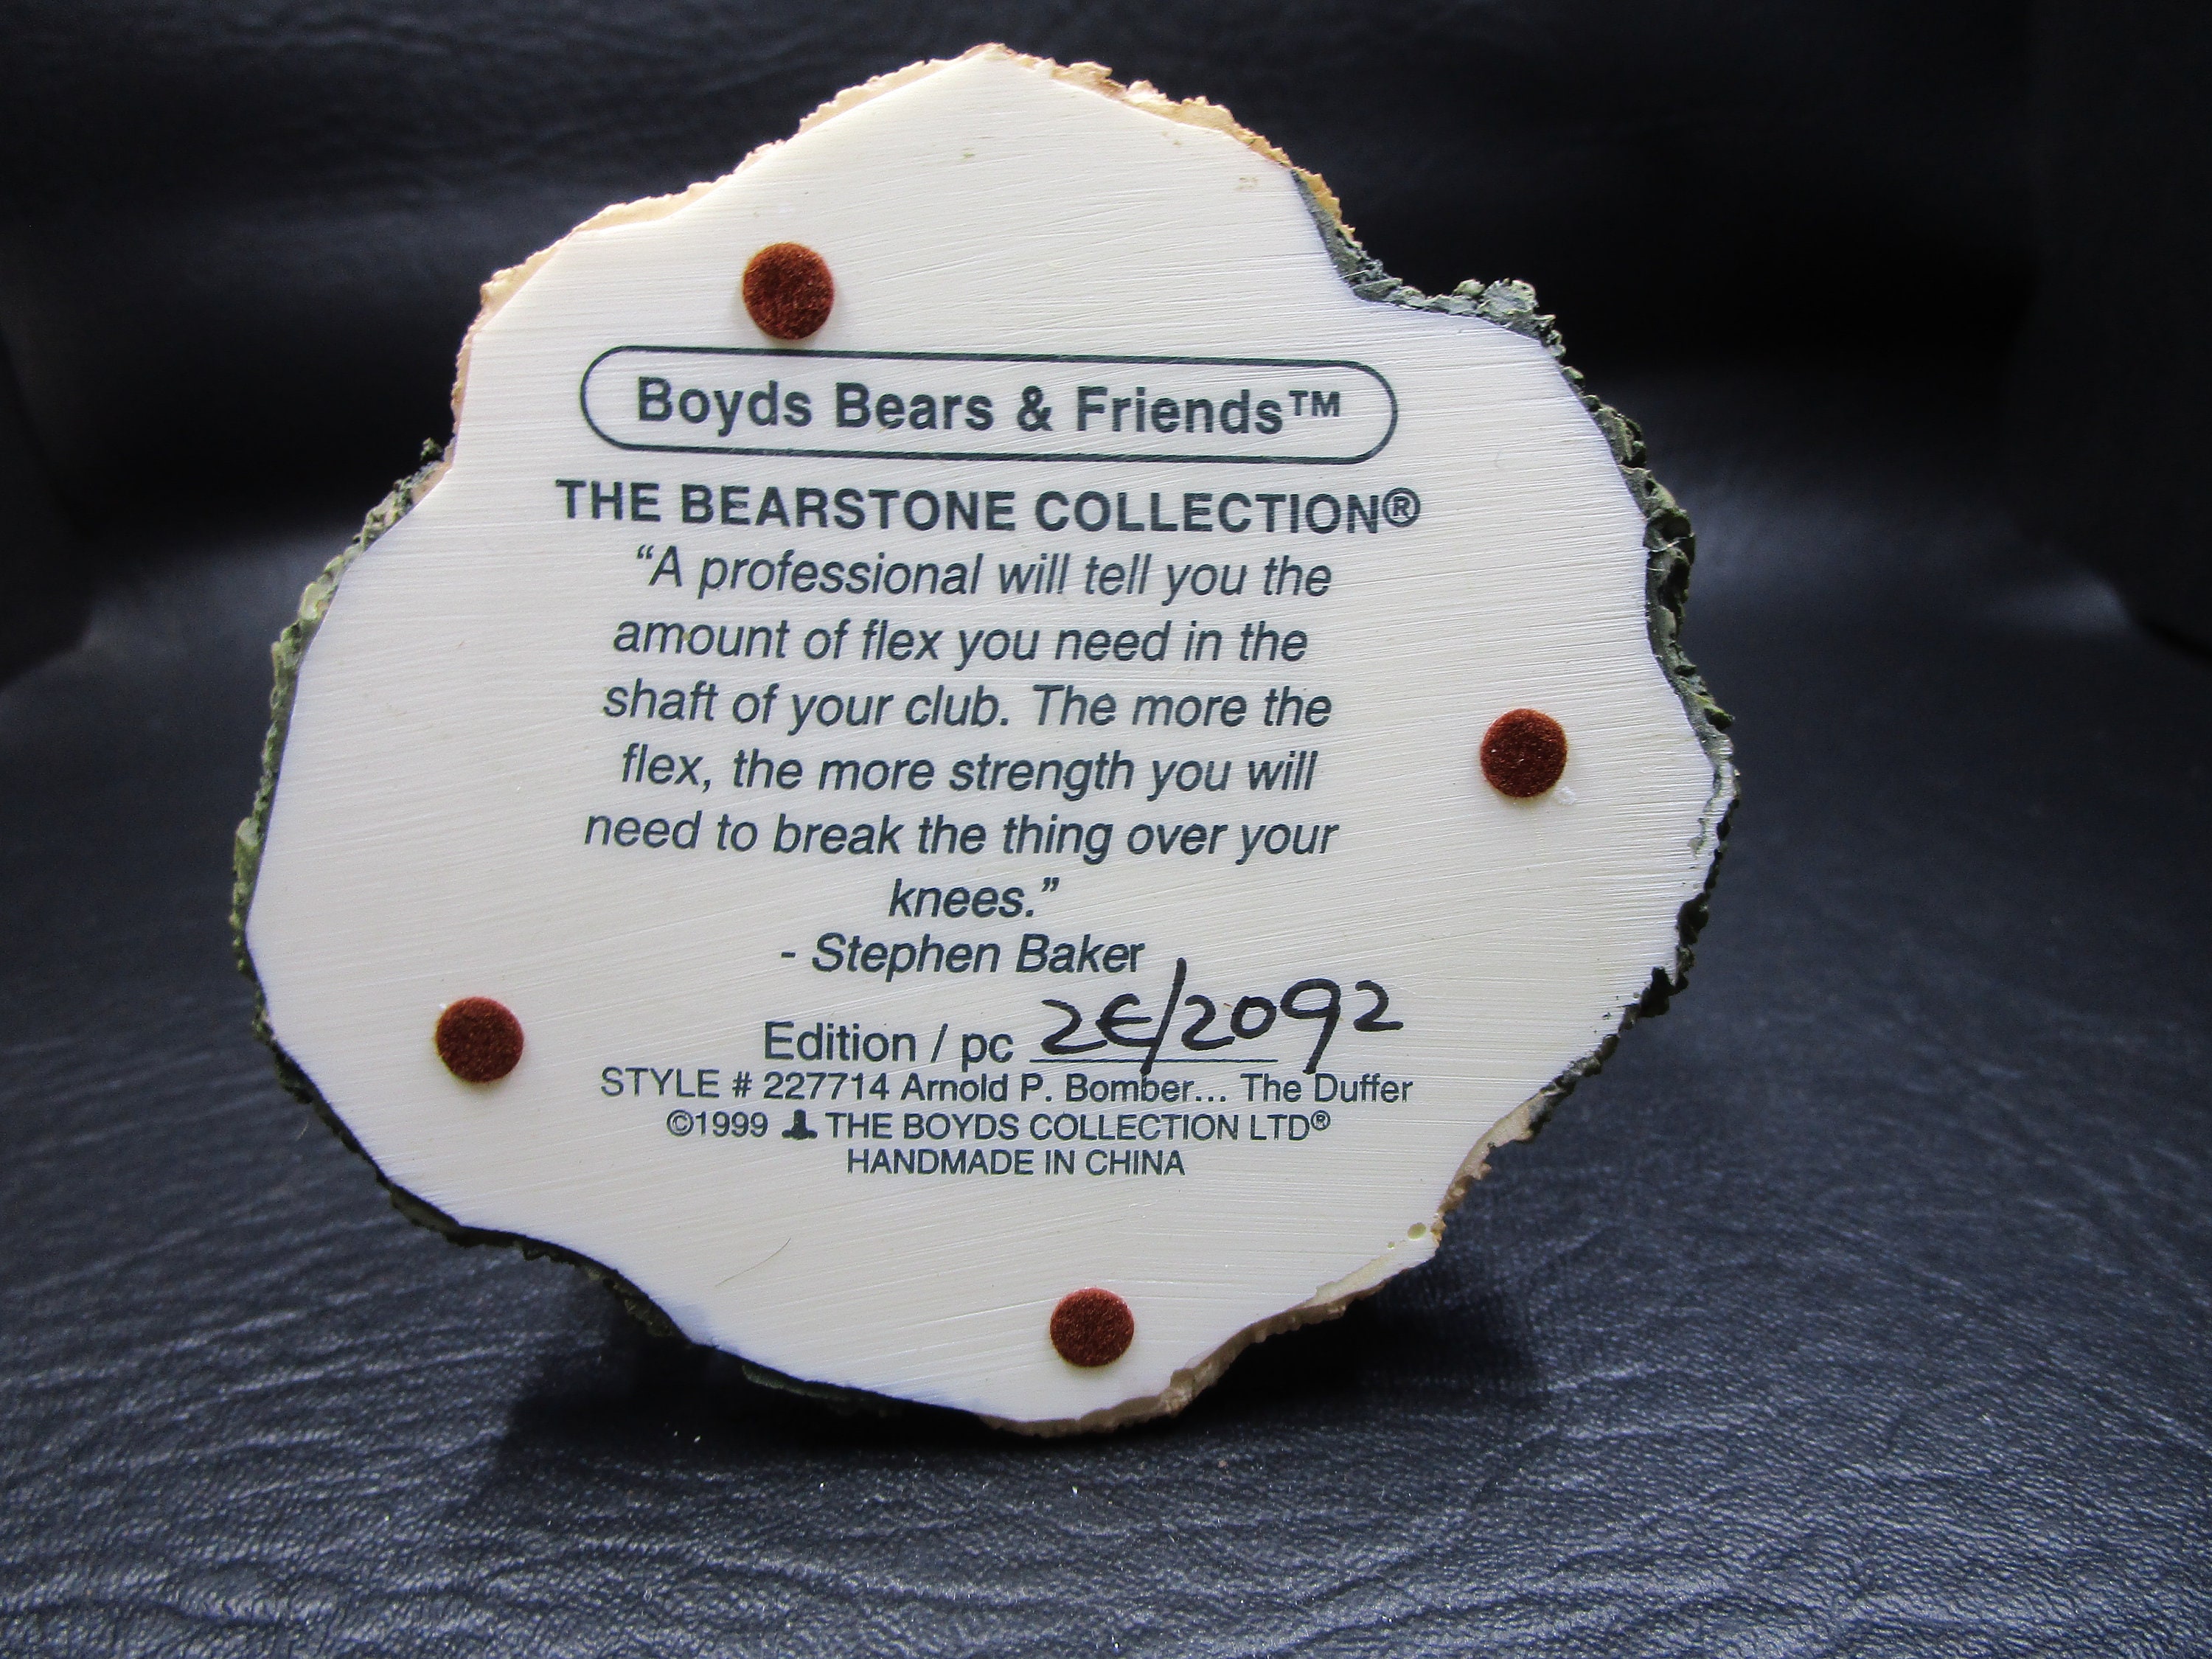 Boyds Bears & Friends™
THE BEARSTONE COLLECTION®
“A professional will tell you the
amount of flex you need in the
shaft of your club. The more the
flex, the more strength you will
need to break the thing over your
knees.”
- Stephen Baker
Edition / pc 2E/2092
STYLE # 227714 Arnold P. Bomber... The Duffer
©1999 THE BOYDS COLLECTION LTD®
HANDMADE IN CHINA